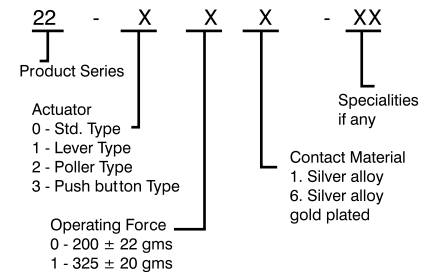 22 - X X X - XX
Product Series
Specialities
if any
Actuator
0 - Std. Type
1 - Lever Type
2 - Poller Type
3 - Push button Type
Contact Material
1. Silver alloy
6. Silver alloy
gold plated
Operating Force
0 - 200 ± 22 gms
1 - 325 ± 20 gms